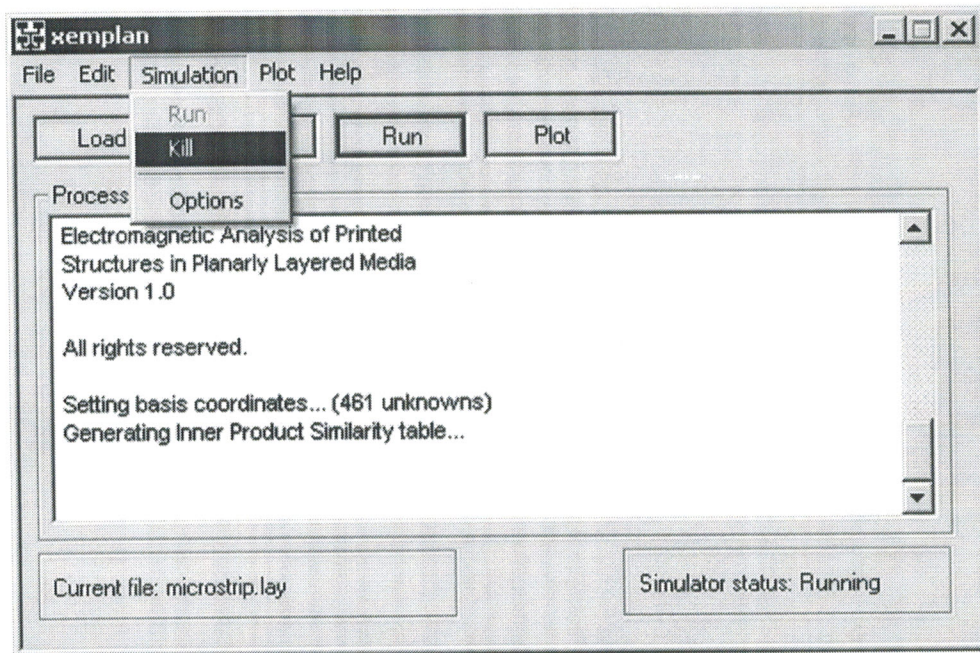 xemplan
File Edit Simulation Plot Help
Run
Kill
Options
Load
Run
Plot
Process
Electromagnetic Analysis of Printed
Structures in Planarly Layered Media
Version 1.0
All rights reserved.
Setting basis coordinates... (461 unknowns)
Generating Inner Product Similarity table...
Current file: microstrip.lay
Simulator status: Running